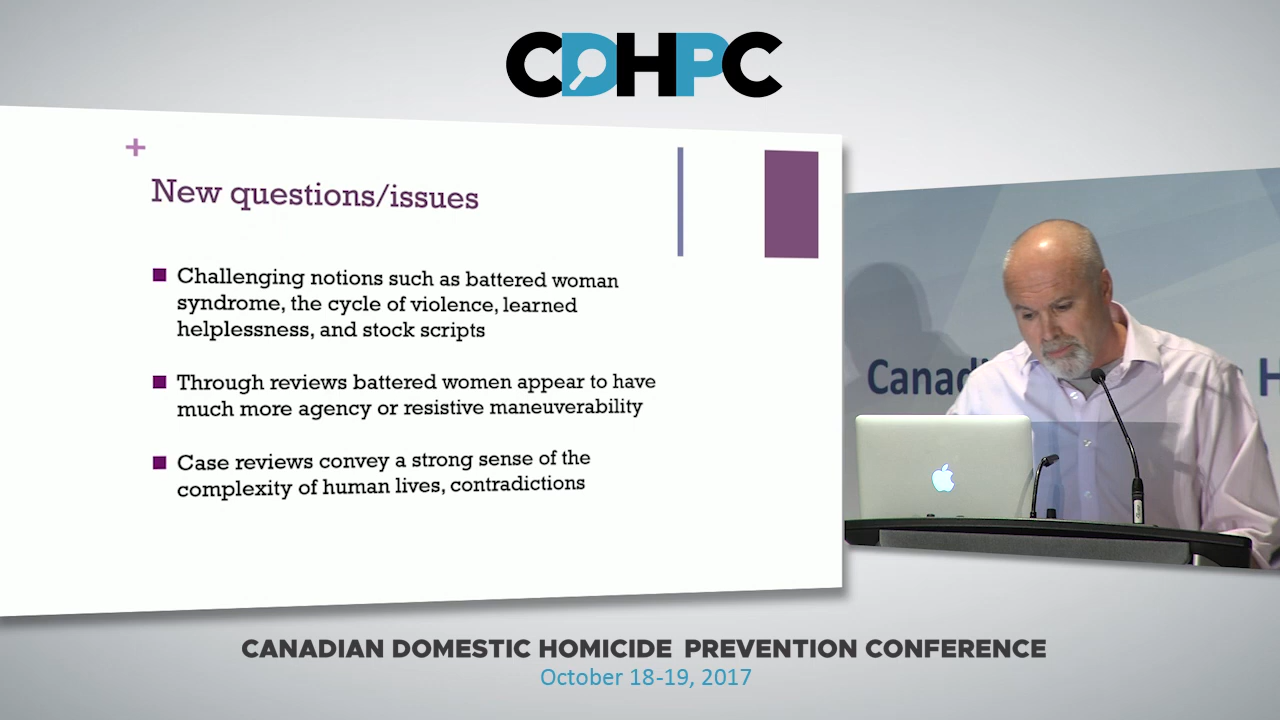 CDHPC
+
New questions/issues
Challenging notions such as battered woman
syndrome, the cycle of violence, learned
helplessness, and stock scripts
Through reviews battered women appear to have
much more agency or resistive maneuverability
Case reviews convey a strong sense of the
complexity of human lives, contradictions
Canad
H
CANADIAN DOMESTIC HOMICIDE PREVENTION CONFERENCE
October 18-19, 2017